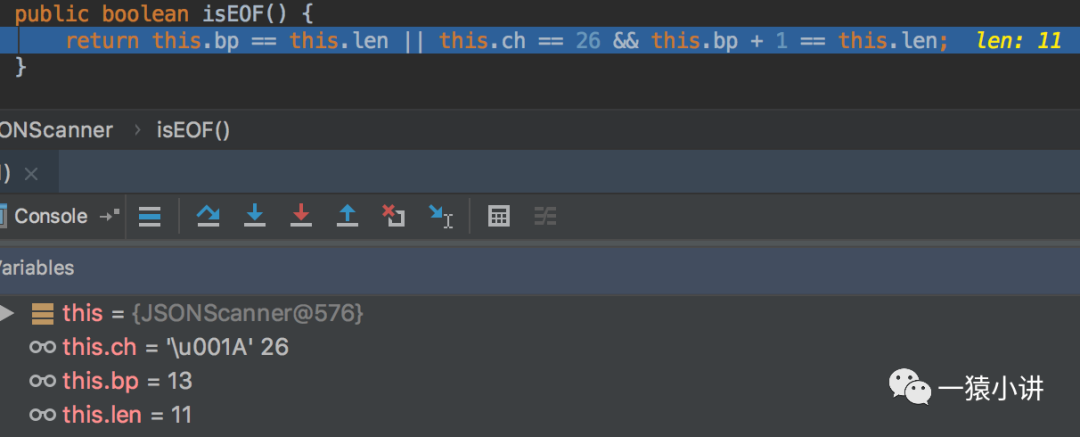 public boolean isEOF() {
return this.bp == this.len || this.ch == 26 && this.bp + 1 == this.len; len: 11
}
ONScanner › isEOF()
) ×
Console
Variables
this = {JSONScanner@576}
this.ch = '\u001A' 26
this.bp = 13
this.len = 11
一猿小讲